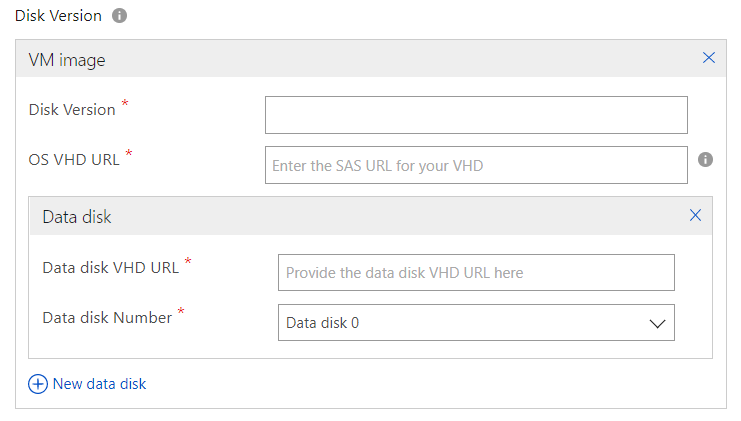 Disk Version
VM image
Disk Version *
OS VHD URL *
Enter the SAS URL for your VHD
Data disk
Data disk VHD URL *
Provide the data disk VHD URL here
Data disk Number *
Data disk 0
New data disk